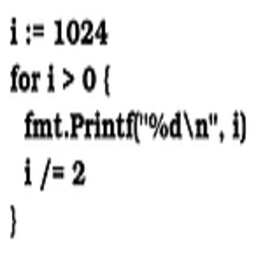 i := 1024
for i > 0 {
fmt.Printf("%d\n", i)
i /= 2
}